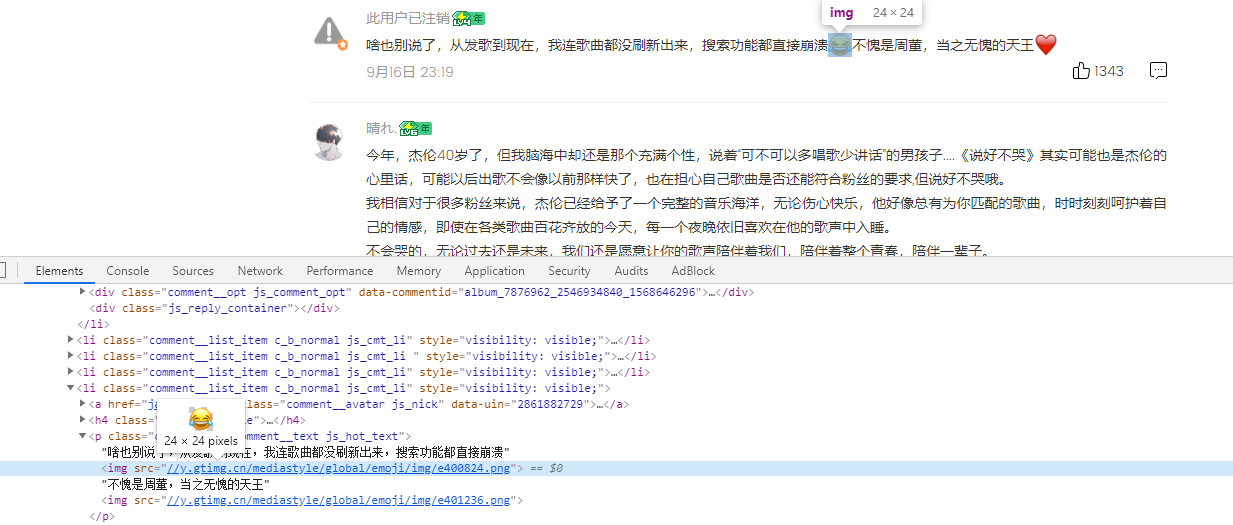 img 24 × 24
此用户已注销 年
啥也别说了，从发歌到现在，我连歌曲都没刷新出来，搜索功能都直接崩溃不愧是周董，当之无愧的天王
9月16日 23:19
1343
晴れ. 年
今年，杰伦40岁了，但我脑海中却还是那个充满个性，说着“可不可以多唱歌少讲话”的男孩子....《说好不哭》其实可能也是杰伦的
心里话，可能以后出歌不会像以前那样快了，也在担心自己歌曲是否还能符合粉丝的要求,但说好不哭哦。
我相信对于很多粉丝来说，杰伦已经给予了一个完整的音乐海洋，无论伤心快乐，他好像总有为你匹配的歌曲，时时刻刻呵护着自
己的情感，即使在各类歌曲百花齐放的今天，每一个夜晚依旧喜欢在他的歌声中入睡。
不会哭的，无论过去还是未来，我们还是愿意让你的歌声陪伴着我们，陪伴着整个青春，陪伴一辈子。
Elements Console Sources Network Performance Memory Application Security Audits AdBlock
<div class="comment__opt js_comment_opt" data-commentid="album_7876962_2546934840_1568646296">…</div>
<div class="js_reply_container"></div>
</li>
<li class="comment__list_item c_b_normal js_cmt_li" style="visibility: visible;">…</li>
<li class="comment__list_item c_b_normal js_cmt_li " style="visibility: visible;">…</li>
<li class="comment__list_item c_b_normal js_cmt_li" style="visibility: visible;">…</li>
<li class="comment__list_item c_b_normal js_cmt_li" style="visibility: visible;">
<a href="ja class="comment__avatar js_nick" data-uin="2861882729">…</a>
<h4 class= e">…</h4>
24 × 24 pixels
<p class= omment__text js_hot_text">
"啥也别说了，从发歌到现在，我连歌曲都没刷新出来，搜索功能都直接崩溃"
<img src="//y.gtimg.cn/mediastyle/global/emoji/img/e400824.png"> == $0
"不愧是周董，当之无愧的天王"
<img src="//y.gtimg.cn/mediastyle/global/emoji/img/e401236.png">
</p>